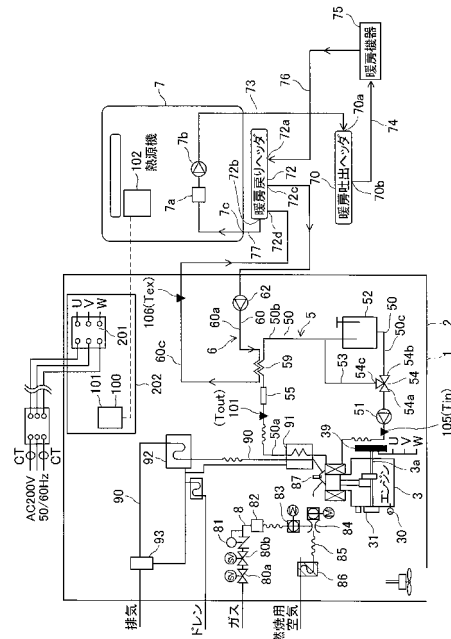 75
暖房機器
76
74
73
7
7b
7a
102
熱源機
7c
72b
77
72a
暖房戻りヘッダ
72
72c
72d
70a
暖房吐出ヘッダ
70
70b
106(Tex)
60c
62
60a
6
60
50b
50
5
59
55
(Tout)
101
50a
52
50
50c
53
54c
54b
54
54a
51
105(Tin)
2
1
U
V
W
201
101
100
202
CT
CT
AC200V
50/60Hz
90
92
93
排気
ドレン
ガス
燃焼用
空気
90
91
87
39
U
V
W
3a
エンジン
3
31
30
81
8
82
83
84
85
86
80a
80b
SV
SV